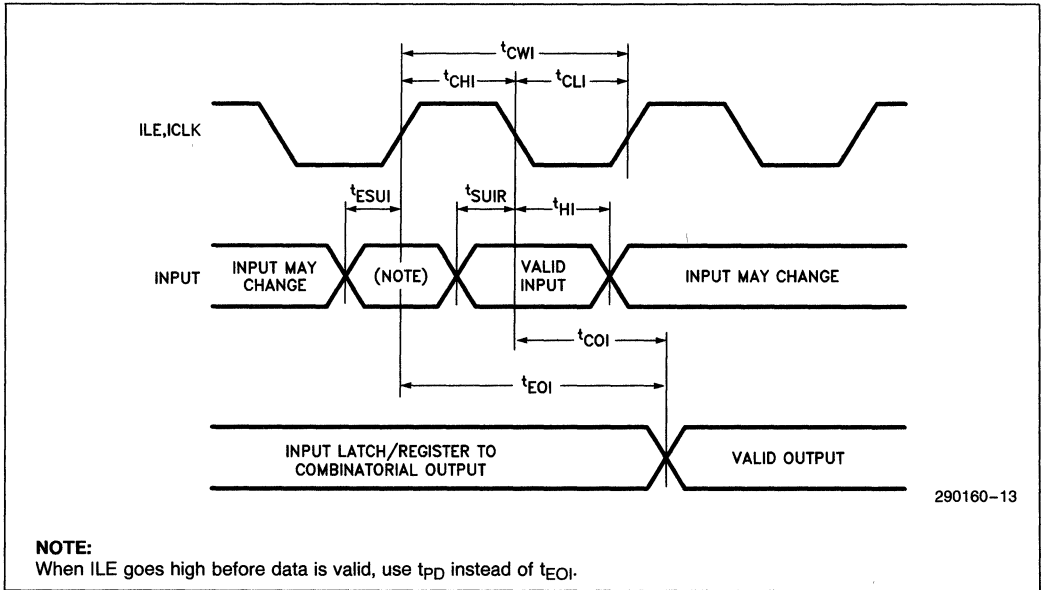 tCWI
tCHI
tCLI
ILE,ICLK
tESUI
tSUIR
tHI
INPUT
INPUT MAY
CHANGE
(NOTE)
VALID
INPUT
INPUT MAY CHANGE
tCOI
tEOI
INPUT LATCH/REGISTER TO
COMBINATORIAL OUTPUT
VALID OUTPUT
290160–13
NOTE:
When ILE goes high before data is valid, use tPD instead of tEOI.